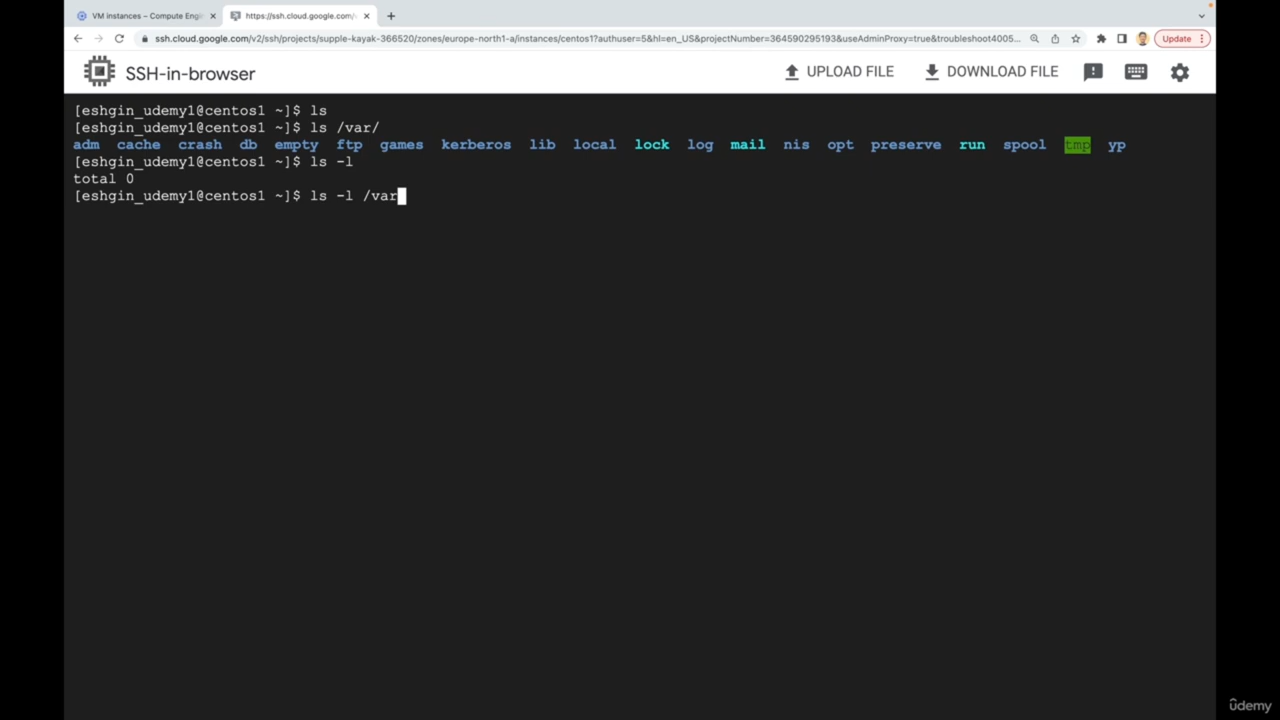 VM instances – Compute Engi
https://ssh.cloud.google.com/v
ssh.cloud.google.com/v2/ssh/projects/supple-kayak-366520/zones/europe-north1-a/instances/centos1?authuser=5&hl=en_US&projectNumber=364590295193&useAdminProxy=true&troubleshoot4005...
Update
SSH-in-browser
UPLOAD FILE
DOWNLOAD FILE
[eshgin_udemy1@centos1 ~]$ ls
[eshgin_udemy1@centos1 ~]$ ls /var/
adm cache crash db empty ftp games kerberos lib local lock log mail nis opt preserve run spool tmp yp
[eshgin_udemy1@centos1 ~]$ ls -l
total 0
[eshgin_udemy1@centos1 ~]$ ls -l /var
ûdemy